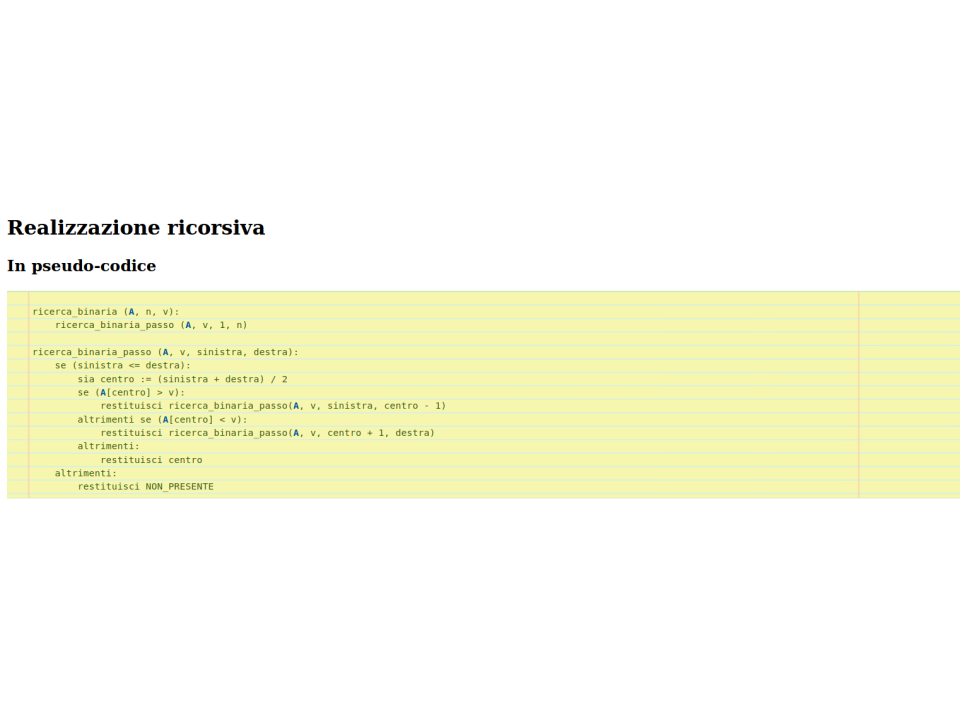 Realizzazione ricorsiva
In pseudo-codice
ricerca_binaria (A, n, v):
    ricerca_binaria_passo (A, v, 1, n)
ricerca_binaria_passo (A, v, sinistra, destra):
    se (sinistra <= destra):
        sia centro := (sinistra + destra) / 2
        se (A[centro] > v):
            restituisci ricerca_binaria_passo(A, v, sinistra, centro - 1)
        altrimenti se (A[centro] < v):
            restituisci ricerca_binaria_passo(A, v, centro + 1, destra)
        altrimenti:
            restituisci centro
    altrimenti:
        restituisci NON_PRESENTE